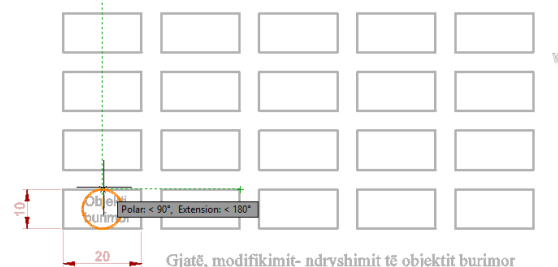 Objekti
burimor
Polar: < 90°, Extension: < 180°
10
20
Gjatë, modifikimit- ndryshimit të objektit burimor